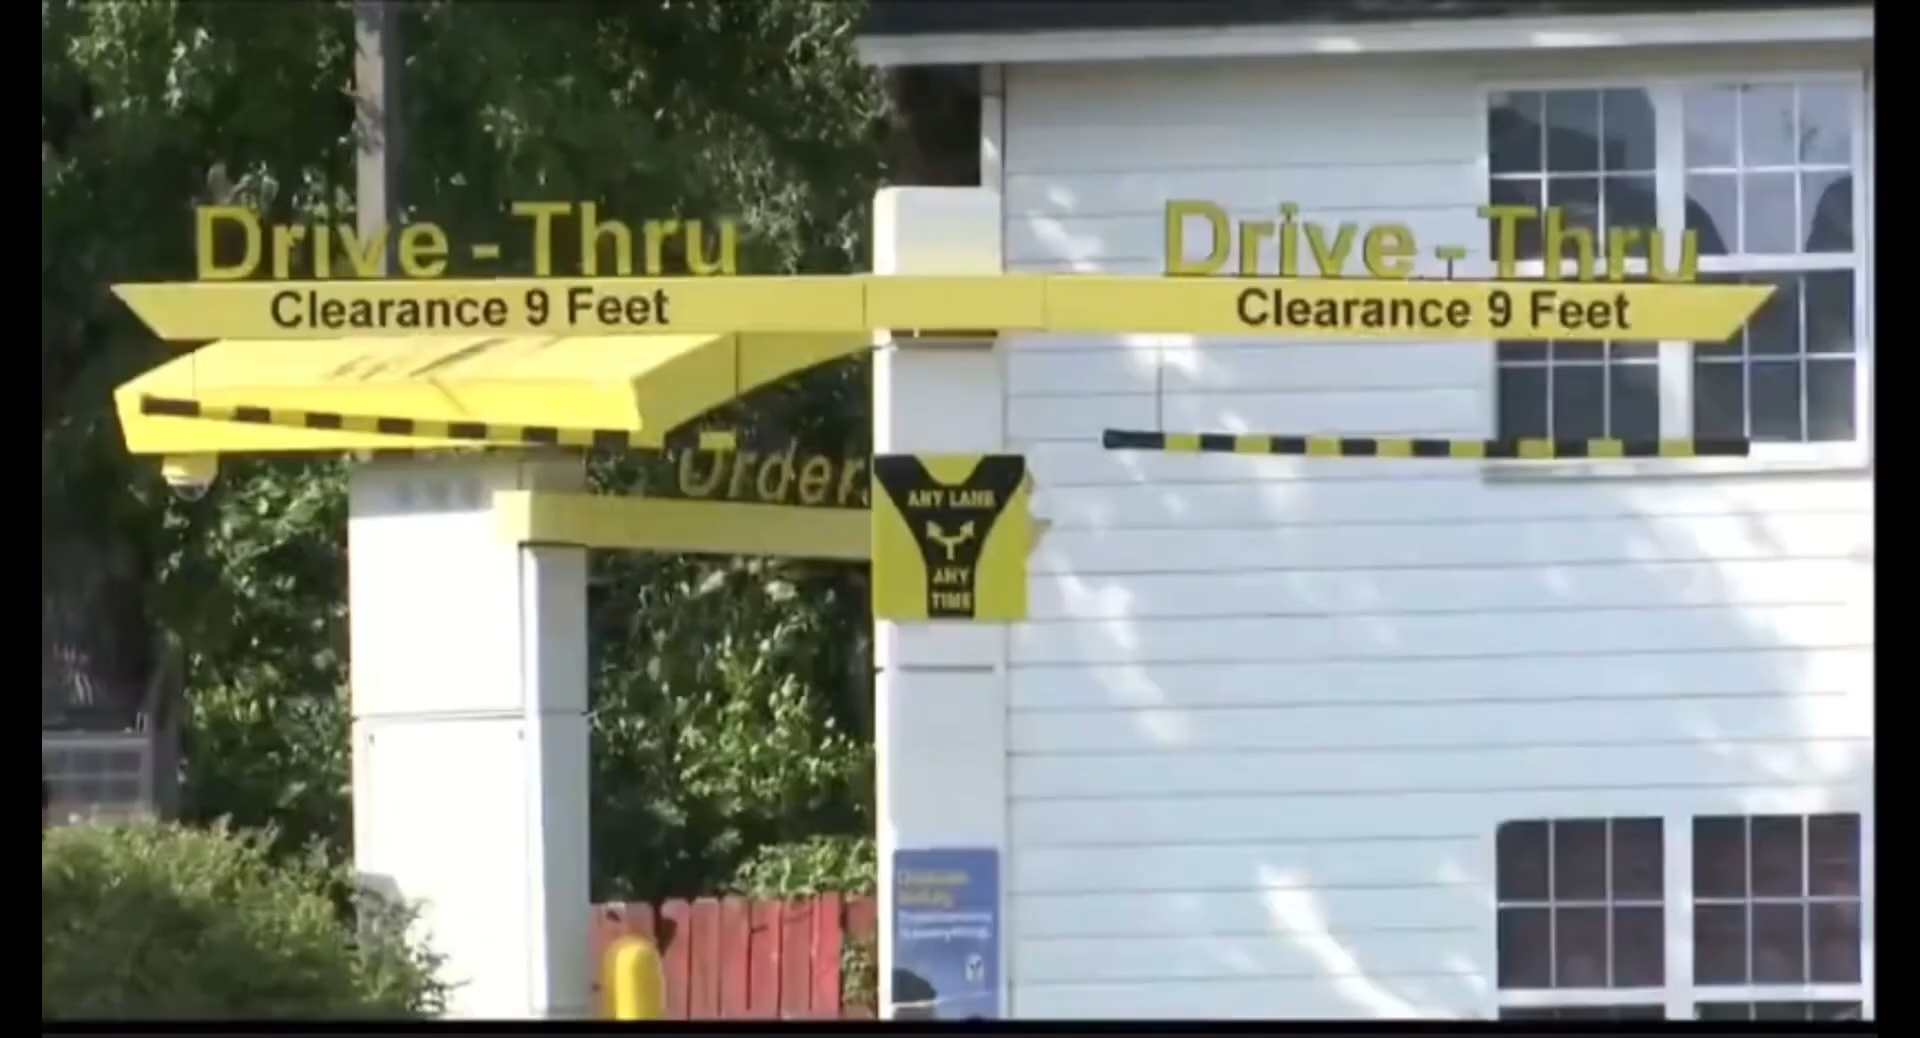 Drive-Thru
Clearance 9 Feet
Drive-Thru
Clearance 9 Feet
Order
ANY LANE
ANY
TIME